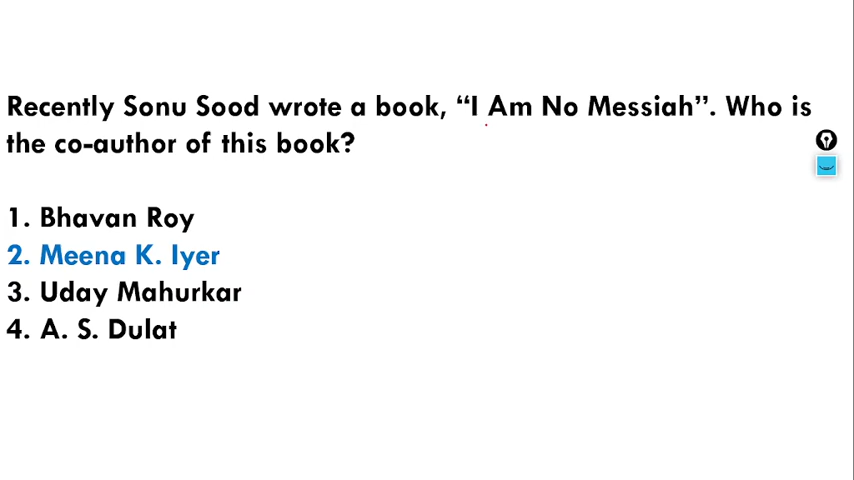 Recently Sonu Sood wrote a book, “I Am No Messiah”. Who is
the co-author of this book?
1. Bhavan Roy
2. Meena K. Iyer
3. Uday Mahurkar
4. A. S. Dulat